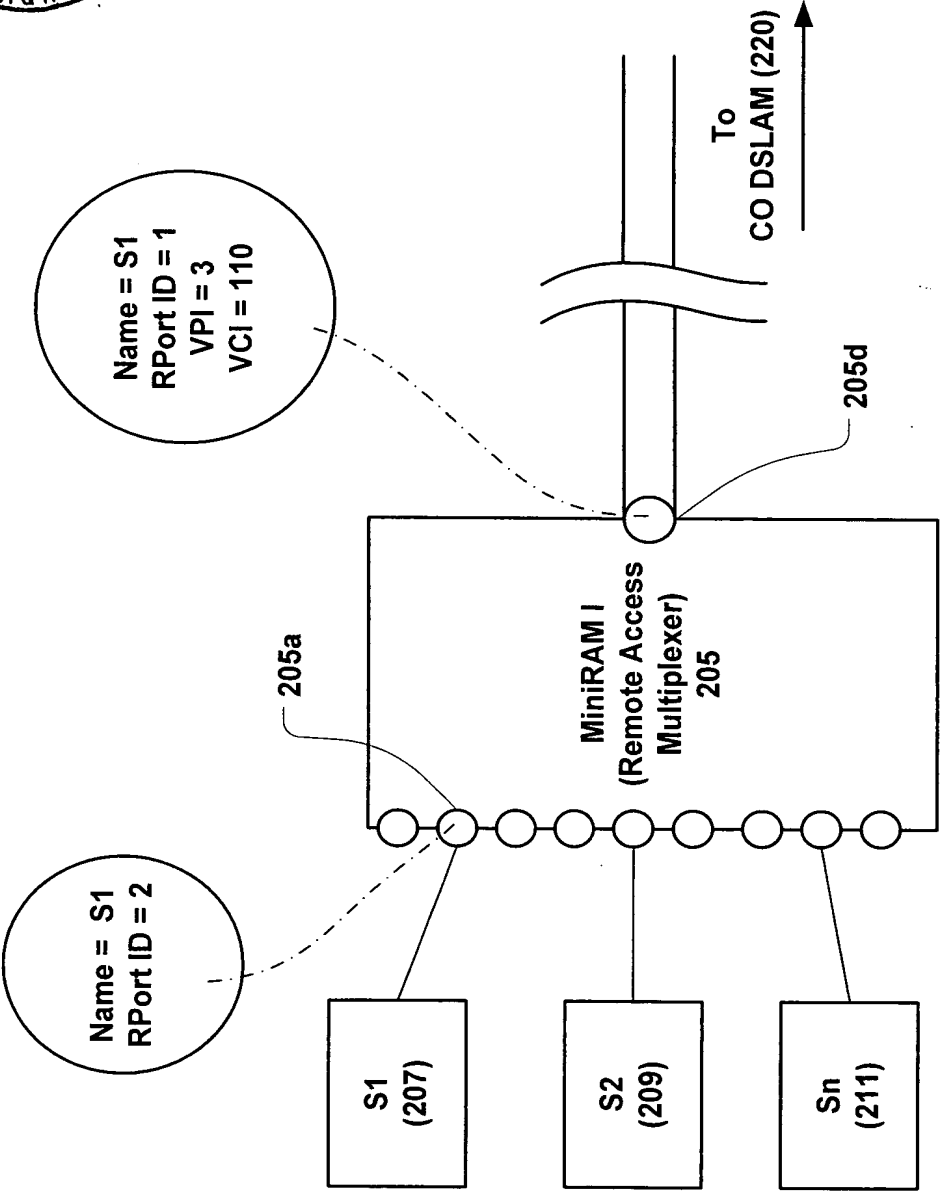 Name = S1
RPort ID = 2
S1
(207)
S2
(209)
Sn
(211)
205a
MiniRAM I
(Remote Access
Multiplexer)
205
Name = S1
RPort ID = 1
VPI = 3
VCI = 110
205d
To
CO DSLAM (220)